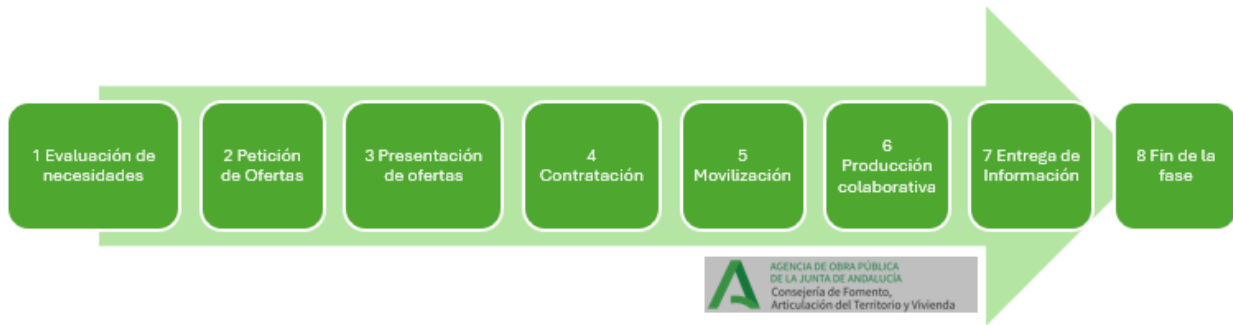 1 Evaluación de
necesidades
2 Petición
de Ofertas
3 Presentación
de ofertas
4
Contratación
5
Movilización
6
Producción
colaborativa
7 Entrega de
Información
8 Fin de la
fase
AGENCIA DE OBRA PÚBLICA
DE LA JUNTA DE ANDALUCÍA
Consejería de Fomento,
Articulación del Territorio y Vivienda